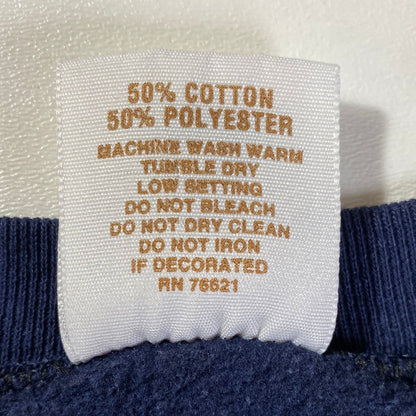 50% COTTON
50% POLYESTER
MACHINE WASH WARM
TUMBLE DRY
LOW SETTING
DO NOT BLEACH
DO NOT DRY CLEAN
DO NOT IRON
IF DECORATED
RN 76621